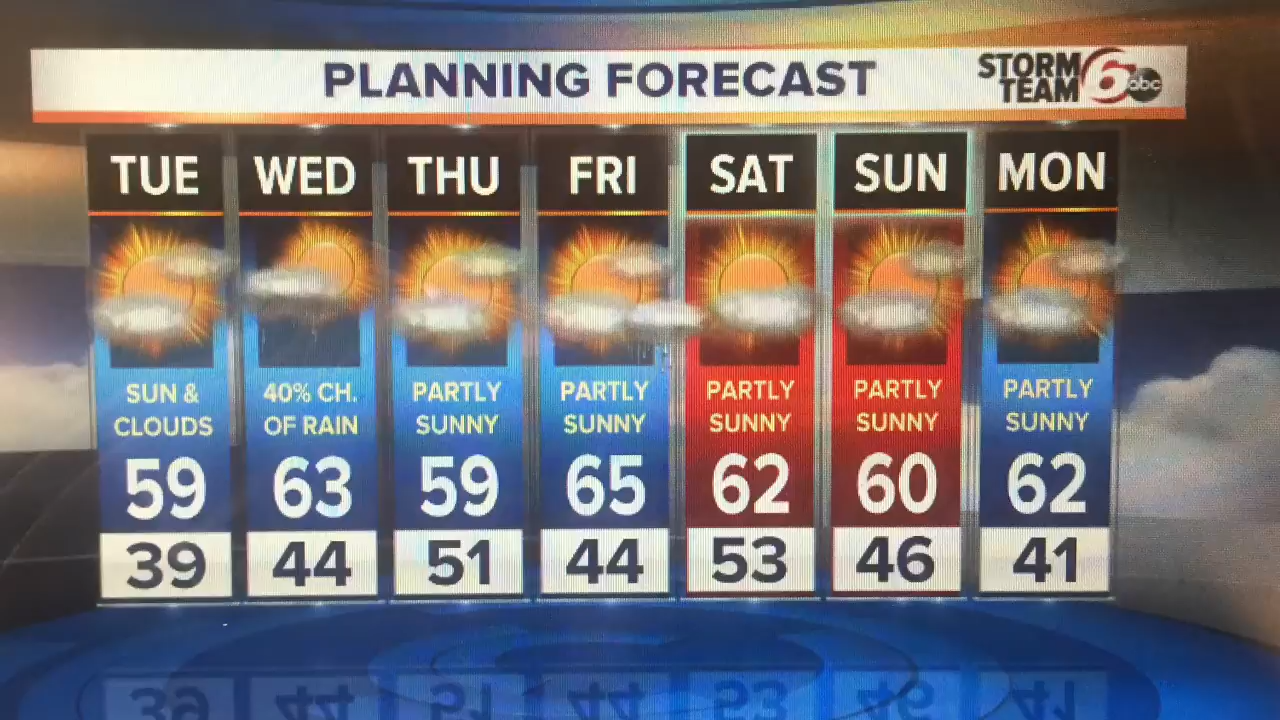 PLANNING FORECAST
STORM
TEAM
6
abc
TUE
WED
THU
FRI
SAT
SUN
MON
SUN &
CLOUDS
40% CH.
OF RAIN
PARTLY
SUNNY
PARTLY
SUNNY
PARTLY
SUNNY
PARTLY
SUNNY
PARTLY
SUNNY
59
63
59
65
62
60
62
39
44
51
44
53
46
41